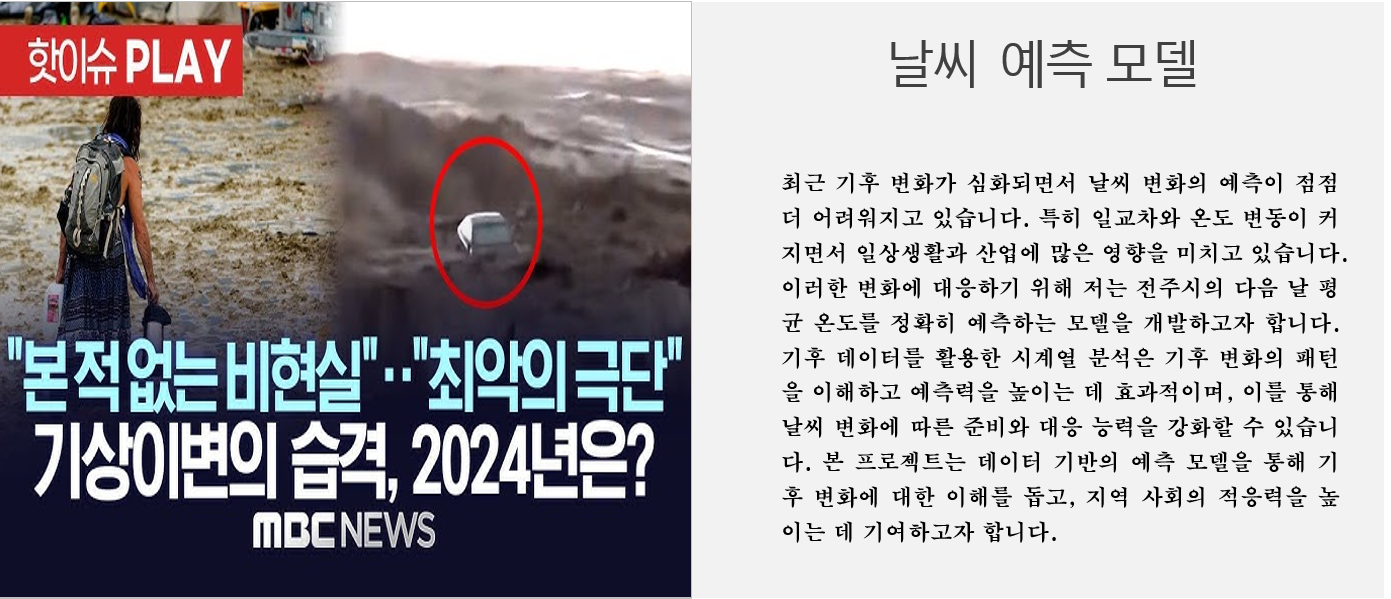 핫이슈 PLAY
"본 적 없는 비현실"··"최악의 극단"
기상이변의 습격, 2024년은?
MBC NEWS
날씨 예측 모델
최근 기후 변화가 심화되면서 날씨 변화의 예측이 점점
더 어려워지고 있습니다. 특히 일교차와 온도 변동이 커
지면서 일상생활과 산업에 많은 영향을 미치고 있습니다.
이러한 변화에 대응하기 위해 저는 전주시의 다음 날 평
균 온도를 정확히 예측하는 모델을 개발하고자 합니다.
기후 데이터를 활용한 시계열 분석은 기후 변화의 패턴
을 이해하고 예측력을 높이는 데 효과적이며, 이를 통해
날씨 변화에 따른 준비와 대응 능력을 강화할 수 있습니
다. 본 프로젝트는 데이터 기반의 예측 모델을 통해 기
후 변화에 대한 이해를 돕고, 지역 사회의 적응력을 높
이는 데 기여하고자 합니다.